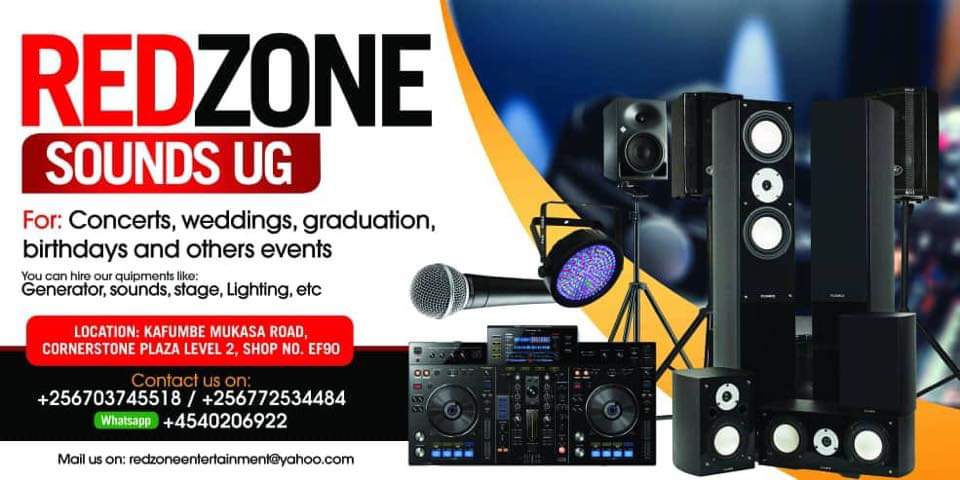 REDZONE
SOUNDS UG
For: Concerts, weddings, graduation,
birthdays and others events
You can hire our quipments like:
Generator, sounds, stage, Lighting, etc
LOCATION: KAFUMBE MUKASA ROAD,
CORNERSTONE PLAZA LEVEL 2, SHOP NO. EF90
Contact us on:
+256703745518 / +256772534484
Whatsapp +4540206922
Mail us on: redzoneentertainment@yahoo.com